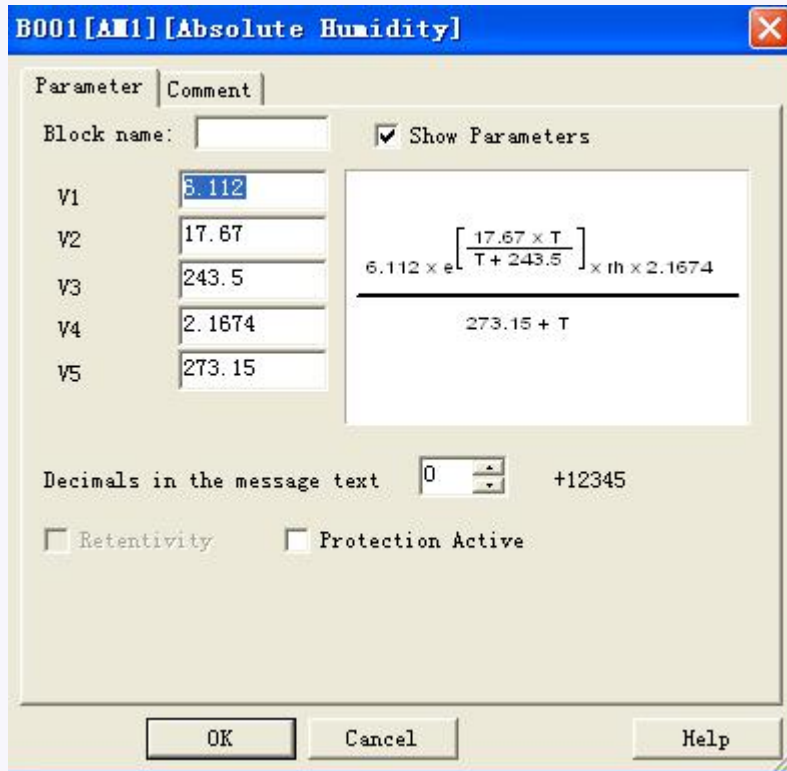 B001[AM1][Absolute Humidity]
Parameter Comment
Block name: Show Parameters
V1 6.112
V2 17.67
V3 243.5
V4 2.1674
V5 273.15
17.67 x T
6.112 x e[ T + 243.5 ] x rh x 2.1674
273.15 + T
Decimals in the message text 0 +12345
Retentivity Protection Active
OK Cancel Help